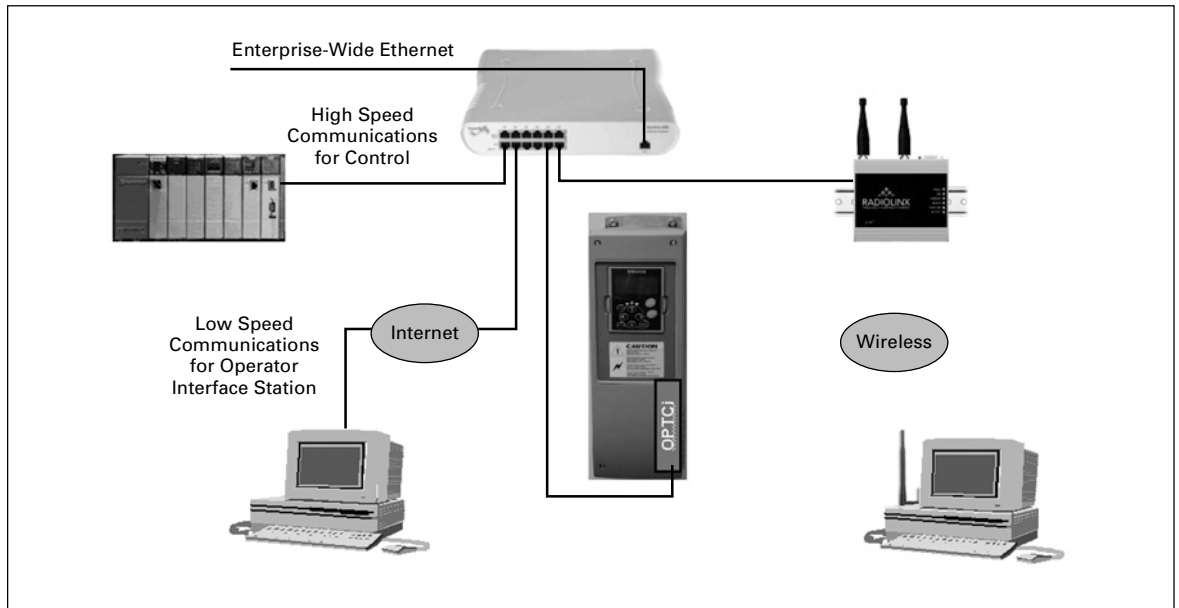 Enterprise-Wide Ethernet
High Speed
Communications
for Control
RADIOLINX
Low Speed
Communications
for Operator
Interface Station
Internet
Wireless
CAUTION
OPTCi